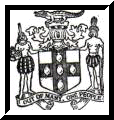 OUT OF MANY, ONE PEOPLE